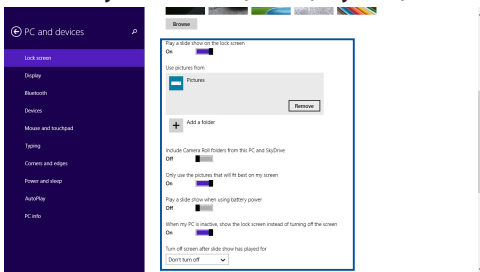 PC and devices
Lock screen
Display
Bluetooth
Devices
Mouse and touchpad
Typing
Corners and edges
Power and sleep
AutoPlay
PC info
Browse
Play a slide show on the lock screen
On
Use pictures from
Pictures
Remove
Add a folder
Include Camera Roll folders from this PC and SkyDrive
Off
Only use the pictures that will fit best on my screen
On
Play a slide show when using battery power
Off
When my PC is inactive, show the lock screen instead of turning off the screen
On
Turn off screen after slide show has played for
Don't turn off